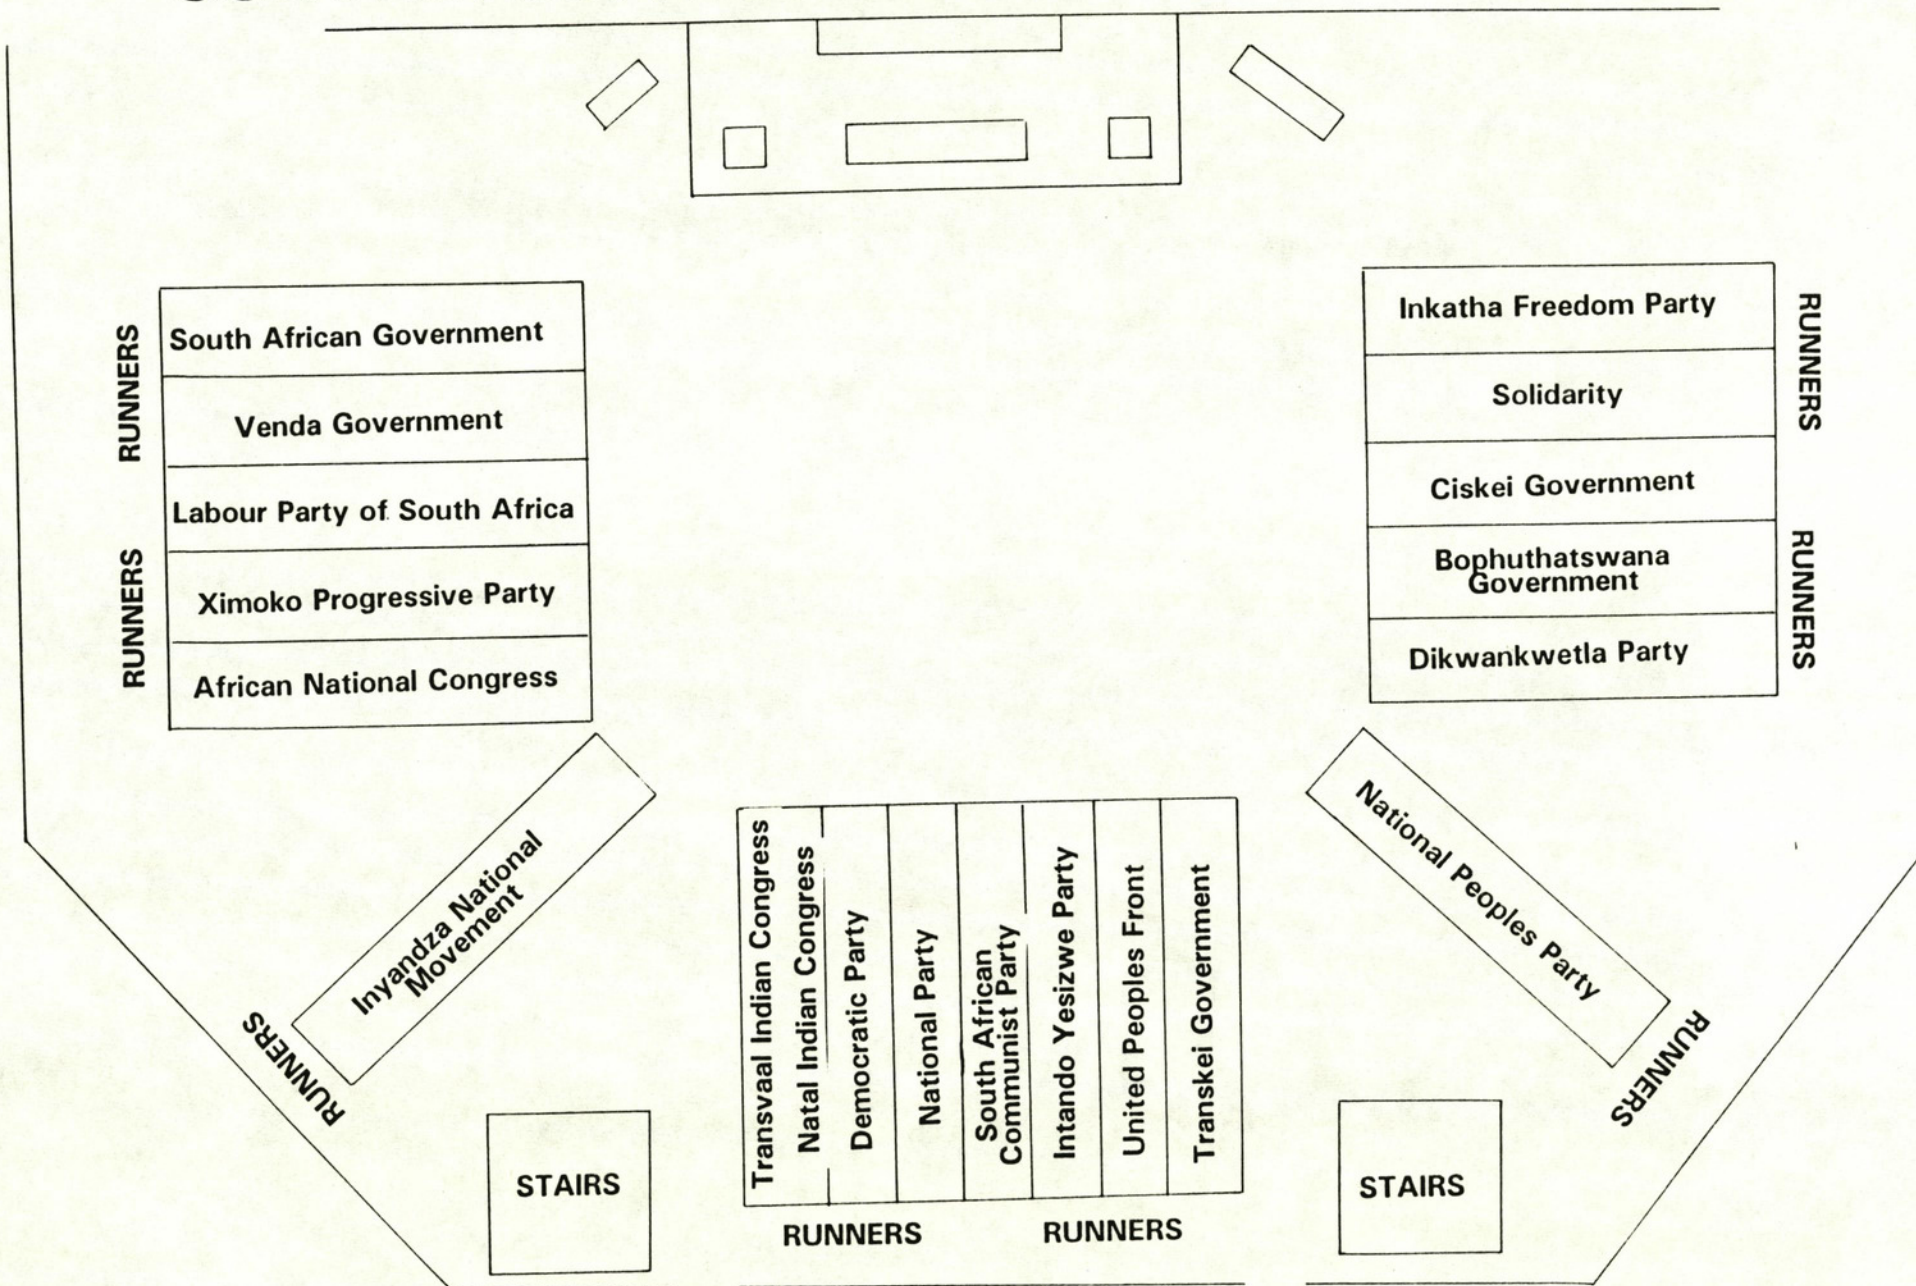 RUNNERS
RUNNERS
South African Government
Venda Government
Labour Party of South Africa
Ximoko Progressive Party
African National Congress
Inkatha Freedom Party
Solidarity
Ciskei Government
Bophuthatswana
Government
Dikwankwetla Party
RUNNERS
RUNNERS
Inyandza National
Movement
RUNNERS
Transvaal Indian Congress
Natal Indian Congress
Democratic Party
National Party
South African
Communist Party
Intando Yesizwe Party
United Peoples Front
Transkei Government
National Peoples Party
RUNNERS
STAIRS
RUNNERS
RUNNERS
STAIRS